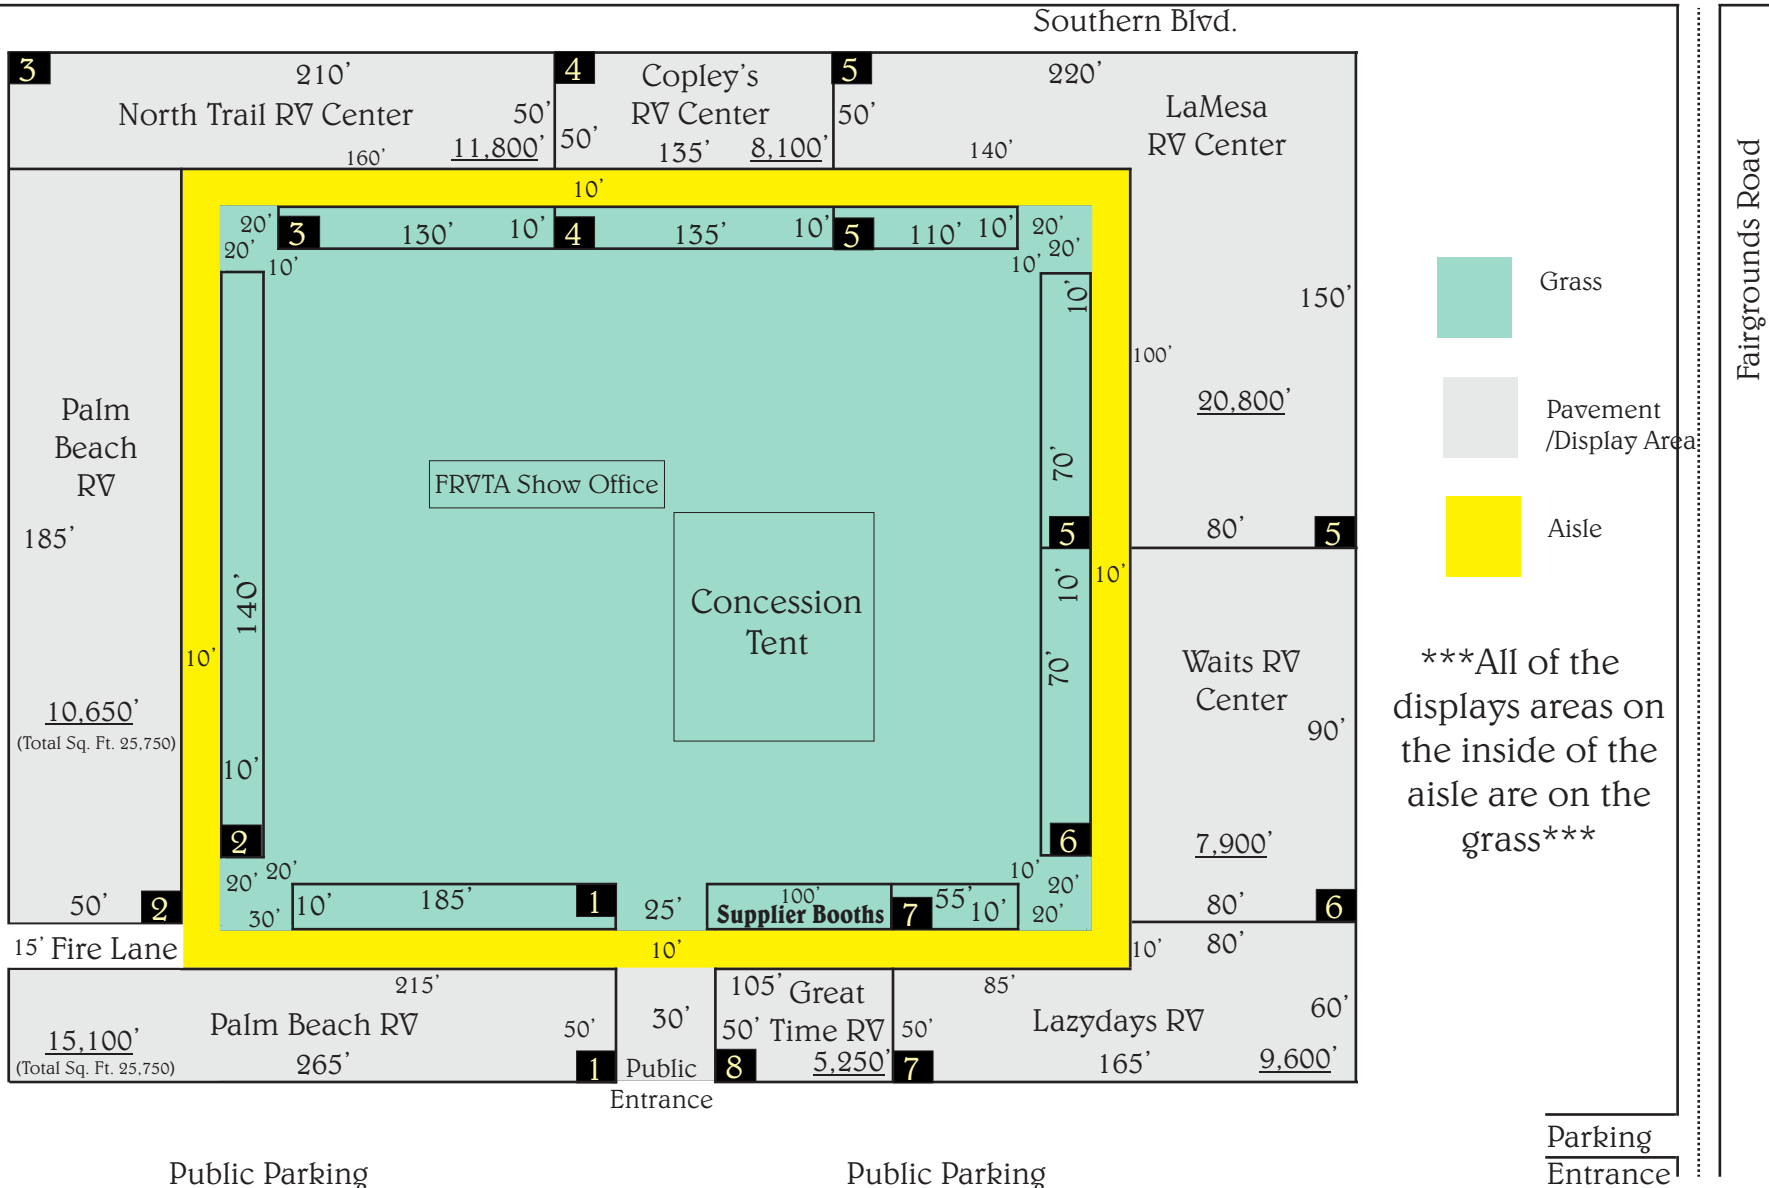 Southern Blvd.
3
210’
North Trail RV Center
50’
160’
11,800’
4
Copley’s
RV Center
50’
135’
8,100’
5
220’
50’
LaMesa
RV Center
140’
150’
100’
20,800’
80’
5
10’
20’
20’
10’
3
130’
10’
4
135’
10’
5
110’
10’
20’
20’
10’
Palm
Beach
RV
185’
10,650’
(Total Sq. Ft. 25,750)
50’
2
10’
140’
10’
2
FRVTA Show Office
Concession
Tent
10’
70’
5
10’
70’
6
10’
Waits RV
Center
90’
7,900’
80’
6
20’
20’
30’
10’
185’
1
25’
100’
Supplier Booths
7
55’
10’
10’
20’
20’
15’ Fire Lane
10’
10’
80’
215’
15,100’
(Total Sq. Ft. 25,750)
Palm Beach RV
265’
50’
1
30’
Public
Entrance
105’
Great
Time RV
50’
8
5,250’
85’
50’
7
Lazydays RV
165’
60’
9,600’
Grass
Pavement
/Display Area
Aisle
***All of the
displays areas on
the inside of the
aisle are on the
grass***
Fairgrounds Road
Parking
Entrance
Public Parking
Public Parking